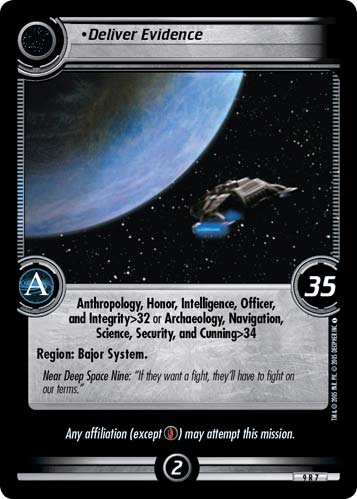 •Deliver Evidence
A
35
Anthropology, Honor, Intelligence, Officer,
and Integrity>32 or Archaeology, Navigation,
Science, Security, and Cunning>34
Region: Bajor System.
Near Deep Space Nine: “If they want a fight, they’ll have to fight on
our terms.”
Any affiliation (except ) may attempt this mission.
2
9 R 7